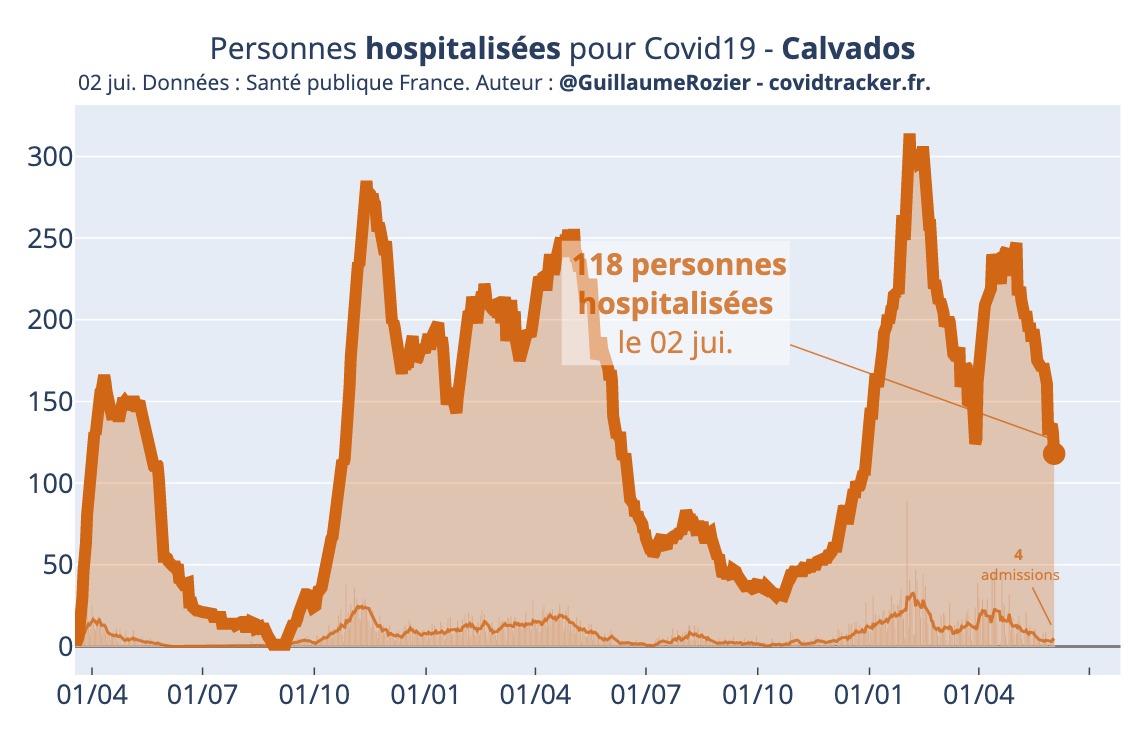 Personnes hospitalisées pour Covid19 - Calvados
02 jui. Données : Santé publique France. Auteur : @GuillaumeRozier - covidtracker.fr.
300
250
200
150
100
50
0
118 personnes
hospitalisées
le 02 jui.
4
admissions
01/04 01/07 01/10 01/01 01/04 01/07 01/10 01/01 01/04